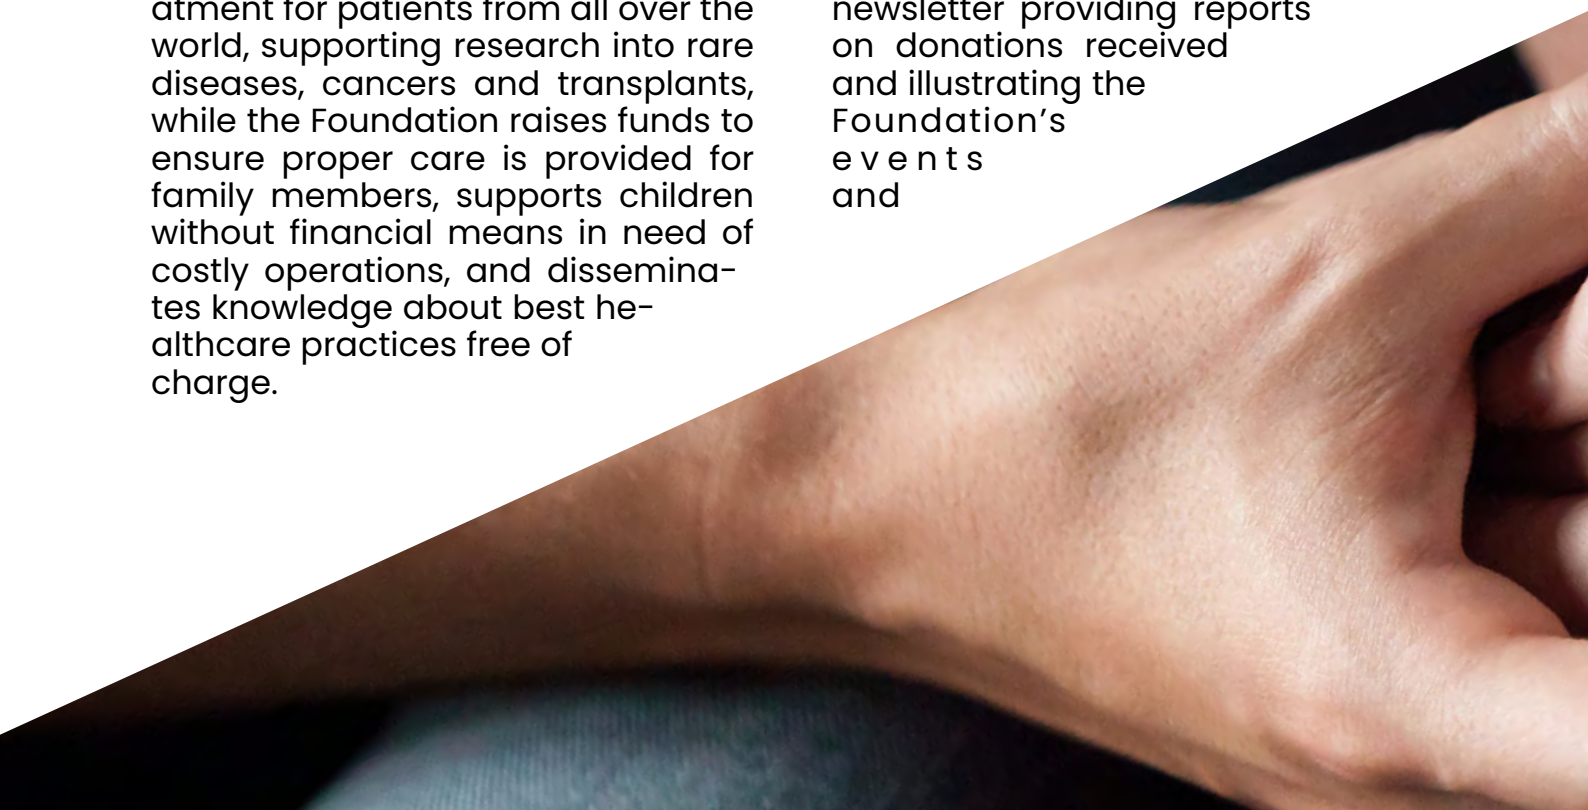 atment for patients from all over the
world, supporting research into rare
diseases, cancers and transplants,
while the Foundation raises funds to
ensure proper care is provided for
family members, supports children
without financial means in need of
costly operations, and dissemina-
tes knowledge about best he-
althcare practices free of
charge.
newsletter providing reports
on donations received
and illustrating the
Foundation’s
events
and